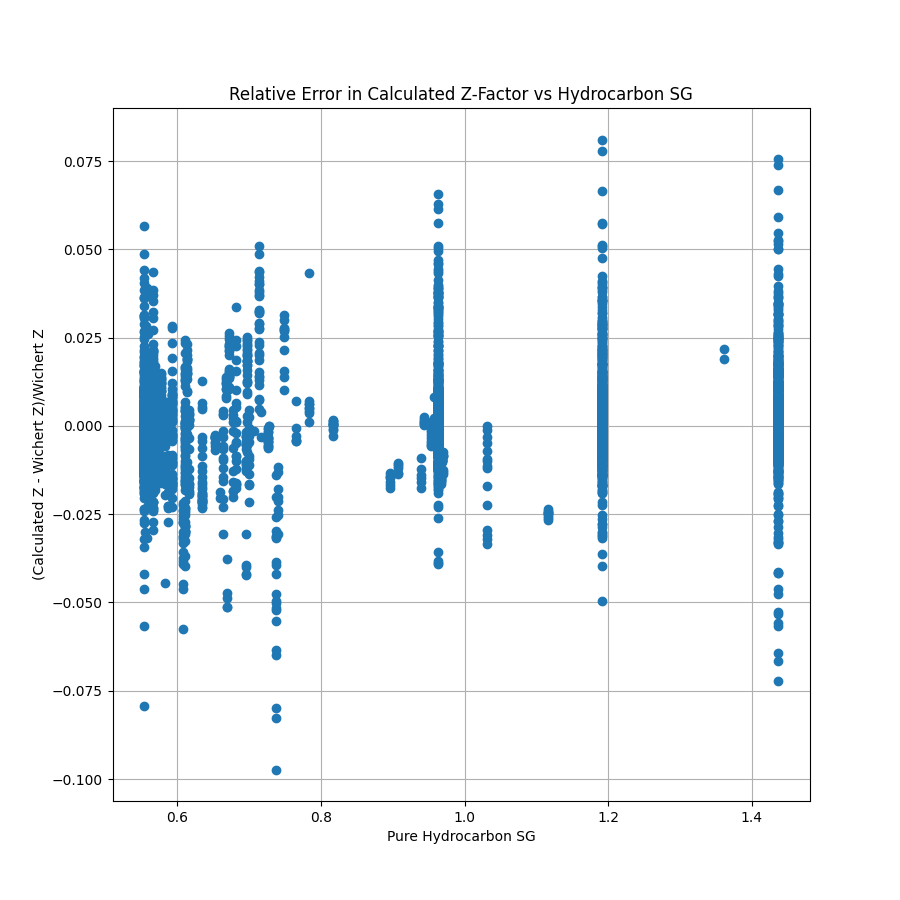 Relative Error in Calculated Z-Factor vs Hydrocarbon SG
(Calculated Z - Wichert Z)/Wichert Z
0.075
0.050
0.025
0.000
−0.025
−0.050
−0.075
−0.100
0.6 0.8 1.0 1.2 1.4
Pure Hydrocarbon SG